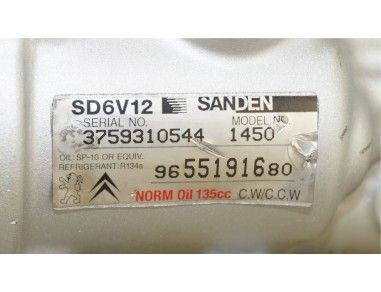 SD6V12 SANDEN
SERIAL NO. MODEL NO
3759310544 1450
OIL:SP-10 OR EQUIV.
REFRIGERANT:R134a
9655191680
NORM Oil 135cc C.W/C.C.W